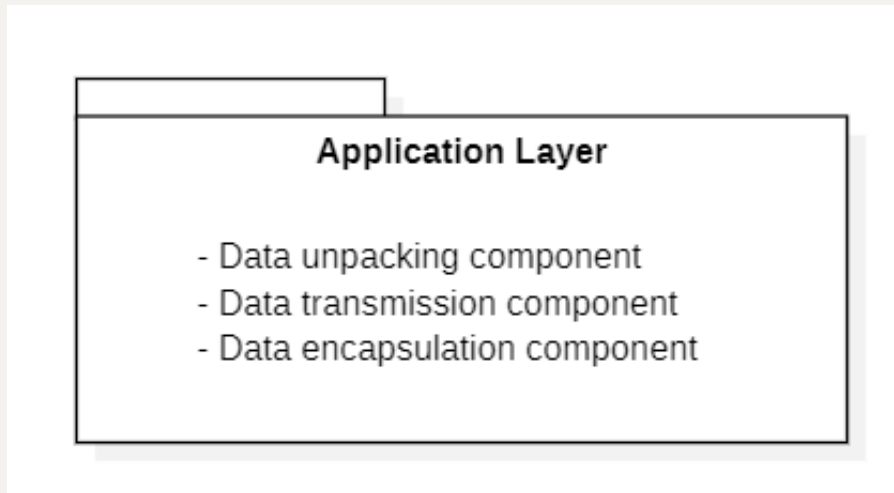 Application Layer
- Data unpacking component
- Data transmission component
- Data encapsulation component